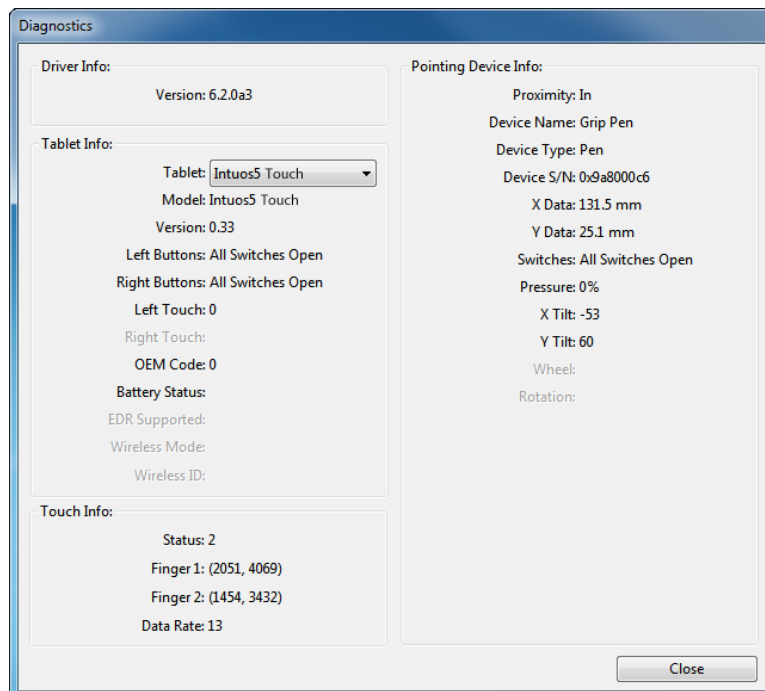 Diagnostics
Driver Info:
Version: 6.2.0a3
Tablet Info:
Tablet: Intuos5 Touch
Model: Intuos5 Touch
Version: 0.33
Left Buttons: All Switches Open
Right Buttons: All Switches Open
Left Touch: 0
Right Touch:
OEM Code: 0
Battery Status:
EDR Supported:
Wireless Mode:
Wireless ID:
Touch Info:
Status: 2
Finger 1: (2051, 4069)
Finger 2: (1454, 3432)
Data Rate: 13
Pointing Device Info:
Proximity: In
Device Name: Grip Pen
Device Type: Pen
Device S/N: 0x9a8000c6
X Data: 131.5 mm
Y Data: 25.1 mm
Switches: All Switches Open
Pressure: 0%
X Tilt: -53
Y Tilt: 60
Wheel:
Rotation:
Close